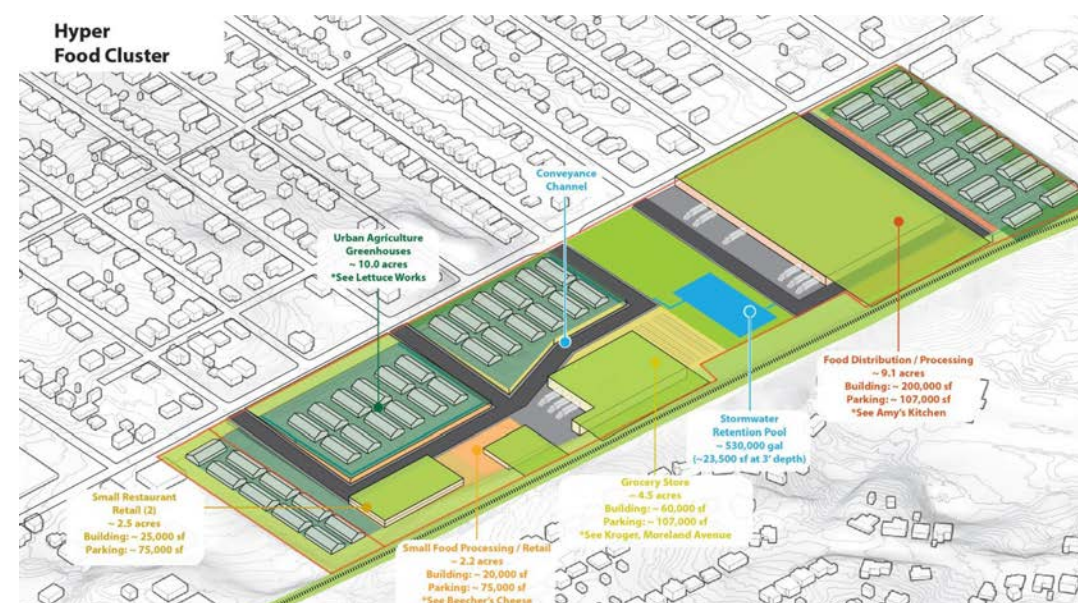 Hyper
Food Cluster
Conveyance
Channel
Urban Agriculture
Greenhouses
~ 10.0 acres
*See Lettuce Works
Food Distribution / Processing
~ 9.1 acres
Building: ~ 200,000 sf
Parking: ~ 107,000 sf
*See Amy's Kitchen
Stormwater
Retention Pool
~ 530,000 gal
(~23,500 sf at 3' depth)
Grocery Store
~ 4.5 acres
Building: ~ 60,000 sf
Parking: ~ 107,000 sf
*See Kroger, Moreland Avenue
Small Restaurant
Retail (2)
~ 2.5 acres
Building: ~ 25,000 sf
Parking: ~ 75,000 sf
Small Food Processing / Retail
~ 2.2 acres
Building: ~ 20,000 sf
Parking: ~ 75,000 sf
*See Beecher's Cheese